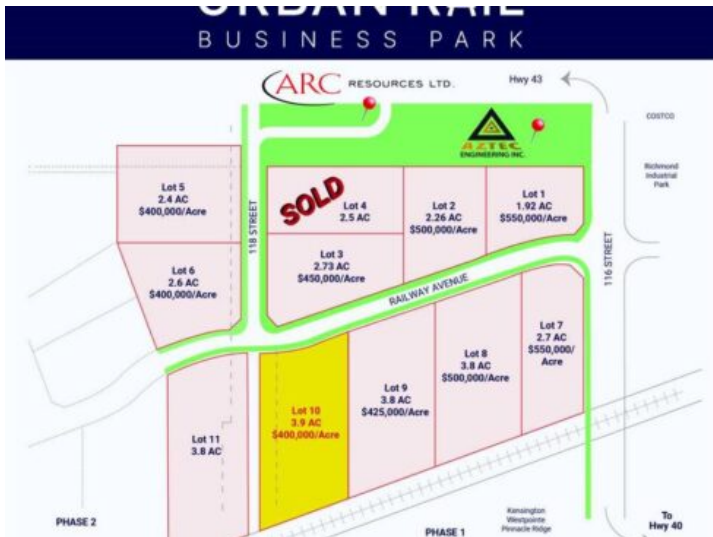 URBAN RAIL
BUSINESS PARK
ARC RESOURCES LTD.
Hwy 43
COSTCO
AZTEC
ENGINEERING INC.
Richmond
Industrial
Park
Lot 5
2.4 AC
$400,000/Acre
118 STREET
SOLD
Lot 4
2.5 AC
Lot 2
2.26 AC
$500,000/Acre
Lot 1
1.92 AC
$550,000/Acre
Lot 6
2.6 AC
$400,000/Acre
Lot 3
2.73 AC
$450,000/Acre
RAILWAY AVENUE
116 STREET
Lot 7
2.7 AC
$550,000/
Acre
Lot 8
3.8 AC
$500,000/Acre
Lot 9
3.8 AC
$425,000/Acre
Lot 10
3.9 AC
$400,000/Acre
Lot 11
3.8 AC
PHASE 2
PHASE 1
Kensington
Westpointe
Pinnacle Ridge
To
Hwy 40